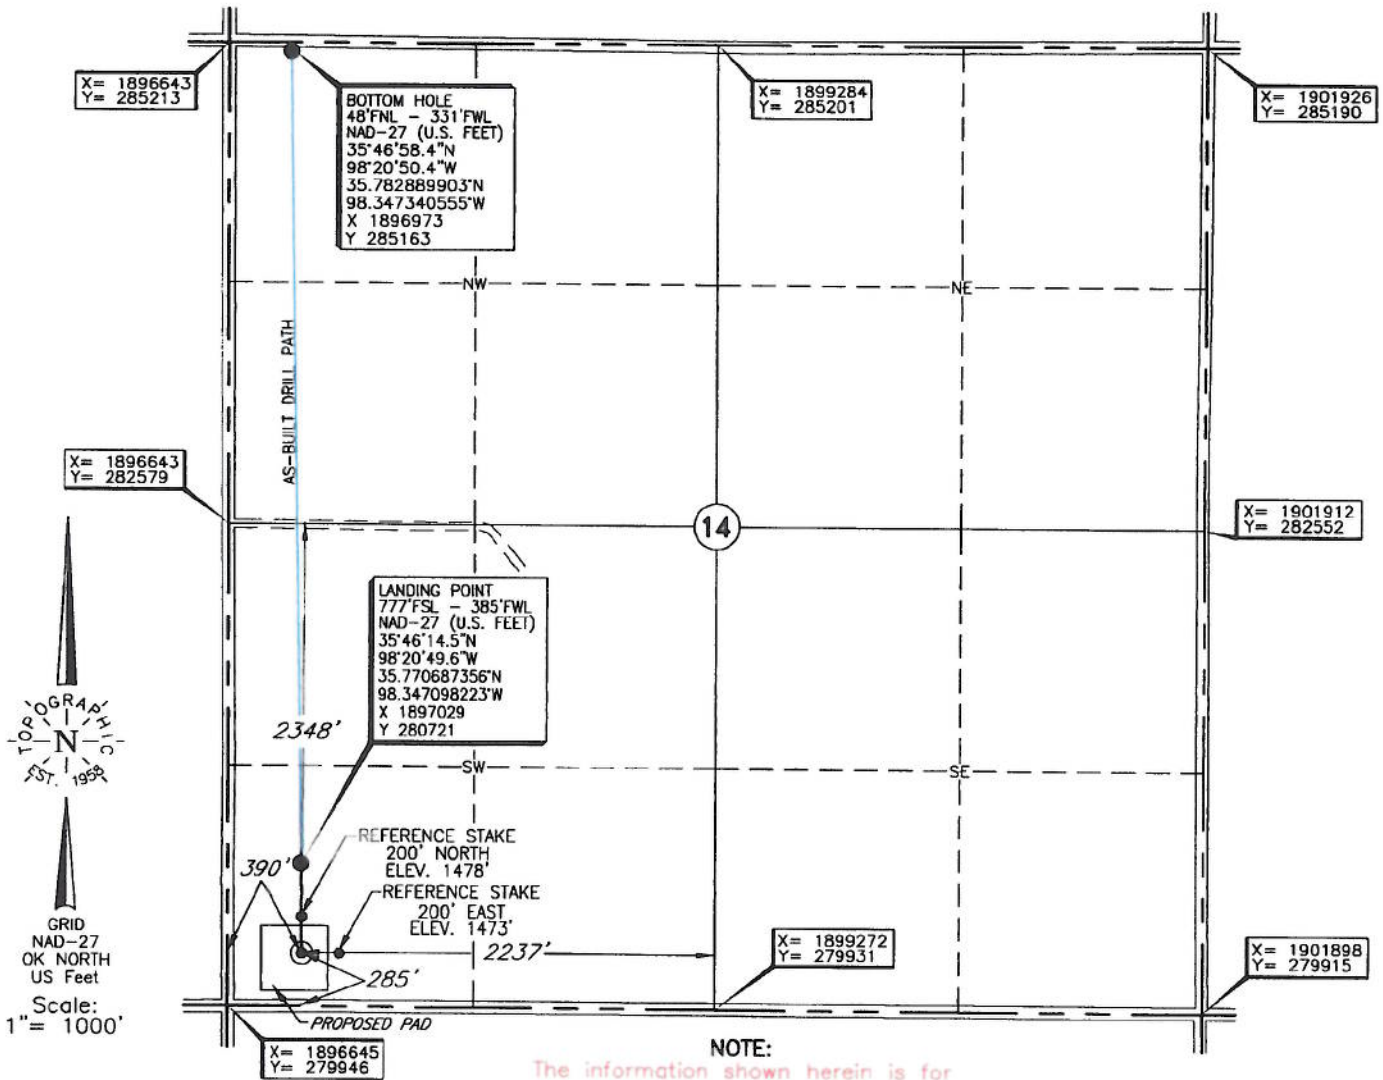 X= 1896643
Y= 285213
BOTTOM HOLE
48'FNL - 331'FWL
NAD-27 (U.S. FEET)
35°46'58.4"N
98°20'50.4"W
35.782889903°N
98.347340555°W
X 1896973
Y 285163
X= 1899284
Y= 285201
X= 1901926
Y= 285190
NW
NE
AS-BUILT DRILL PATH
X= 1896643
Y= 282579
14
X= 1901912
Y= 282552
LANDING POINT
777'FSL - 385'FWL
NAD-27 (U.S. FEET)
35°46'14.5"N
98°20'49.6"W
35.770687356°N
98.347098223°W
X 1897029
Y 280721
2348'
TOPOGRAPHIC
N
EST. 1958
SW
SE
REFERENCE STAKE
200' NORTH
ELEV. 1478'
390'
REFERENCE STAKE
200' EAST
ELEV. 1473'
2237'
285'
GRID
NAD-27
OK NORTH
US Feet
Scale:
1"= 1000'
X= 1899272
Y= 279931
X= 1901898
Y= 279915
PROPOSED PAD
X= 1896645
Y= 279946
NOTE:
The information shown herein is for